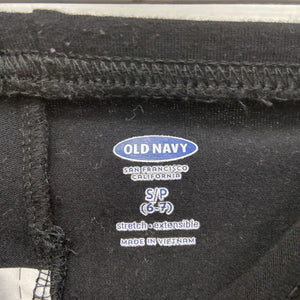 OLD NAVY
SAN FRANCISCO
CALIFORNIA
S/P
(6-7)
stretch • extensible
MADE IN VIETNAM